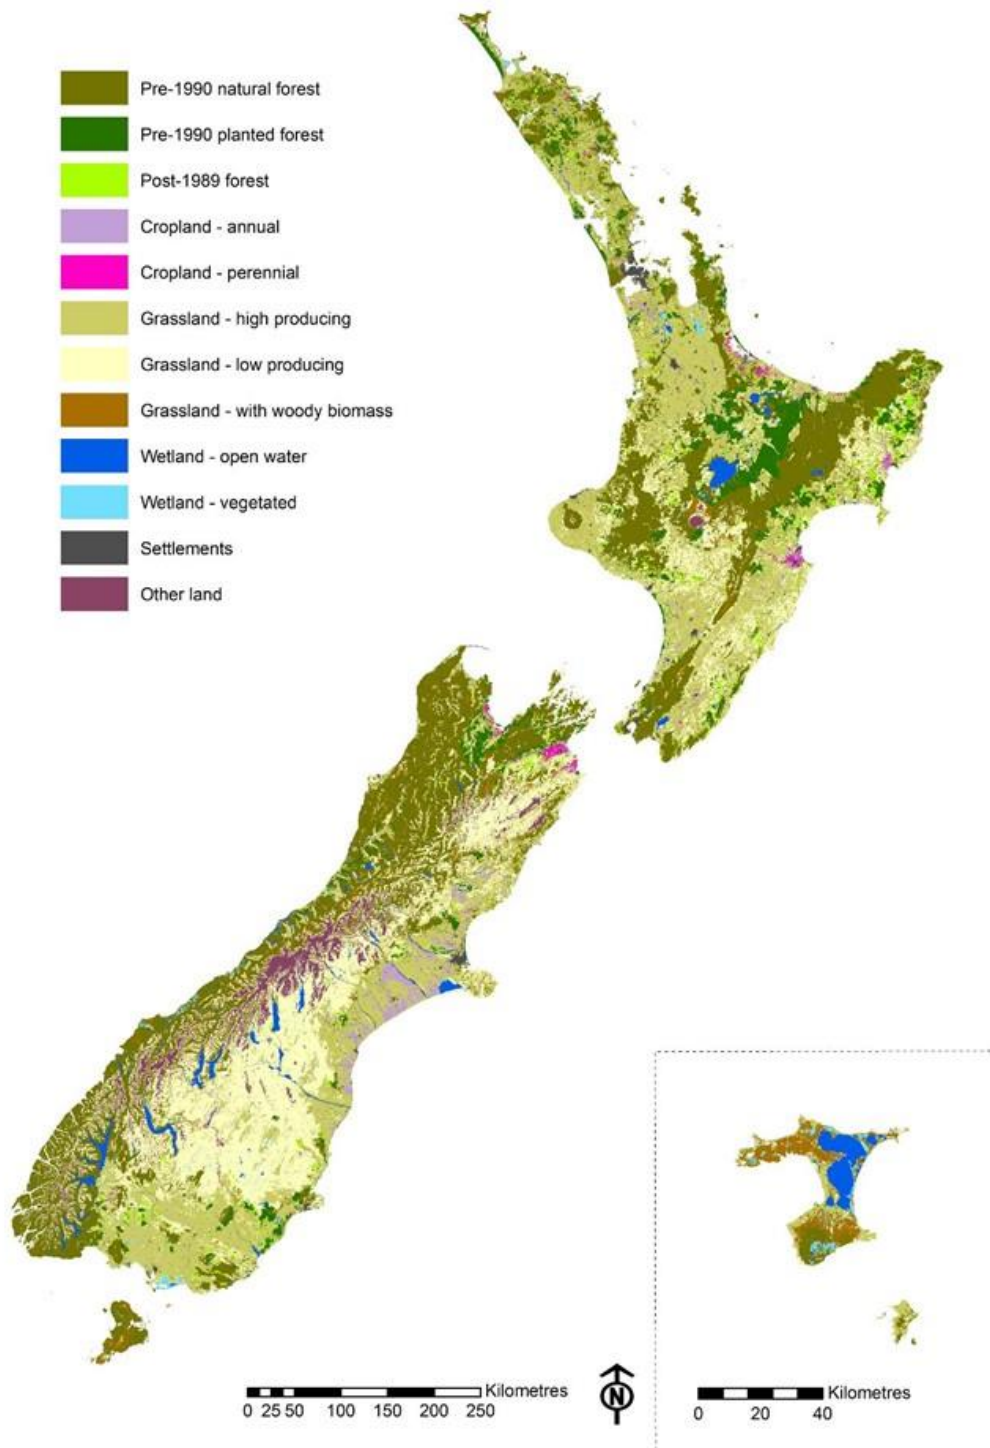 Pre-1990 natural forest
Pre-1990 planted forest
Post-1989 forest
Cropland - annual
Cropland - perennial
Grassland - high producing
Grassland - low producing
Grassland - with woody biomass
Wetland - open water
Wetland - vegetated
Settlements
Other land
Kilometres
0 25 50 100 150 200 250
N
Kilometres
0 20 40